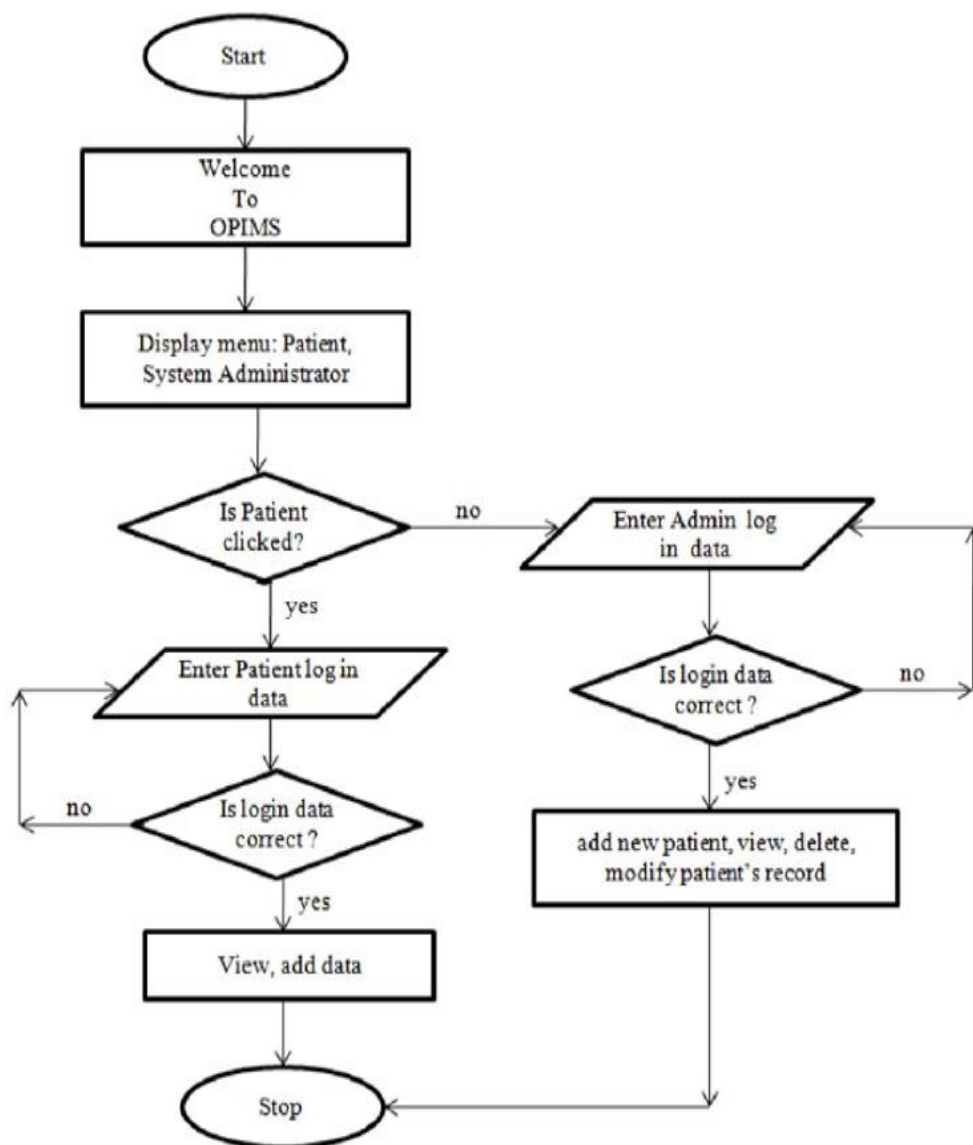 Start
Welcome
To
OPIMS
Display menu: Patient,
System Administrator
Is Patient
clicked?
no
Enter Admin log
in data
yes
Enter Patient log in
data
Is login data
correct ?
no
Is login data
correct ?
no
yes
add new patient, view, delete,
modify patient's record
yes
View, add data
Stop